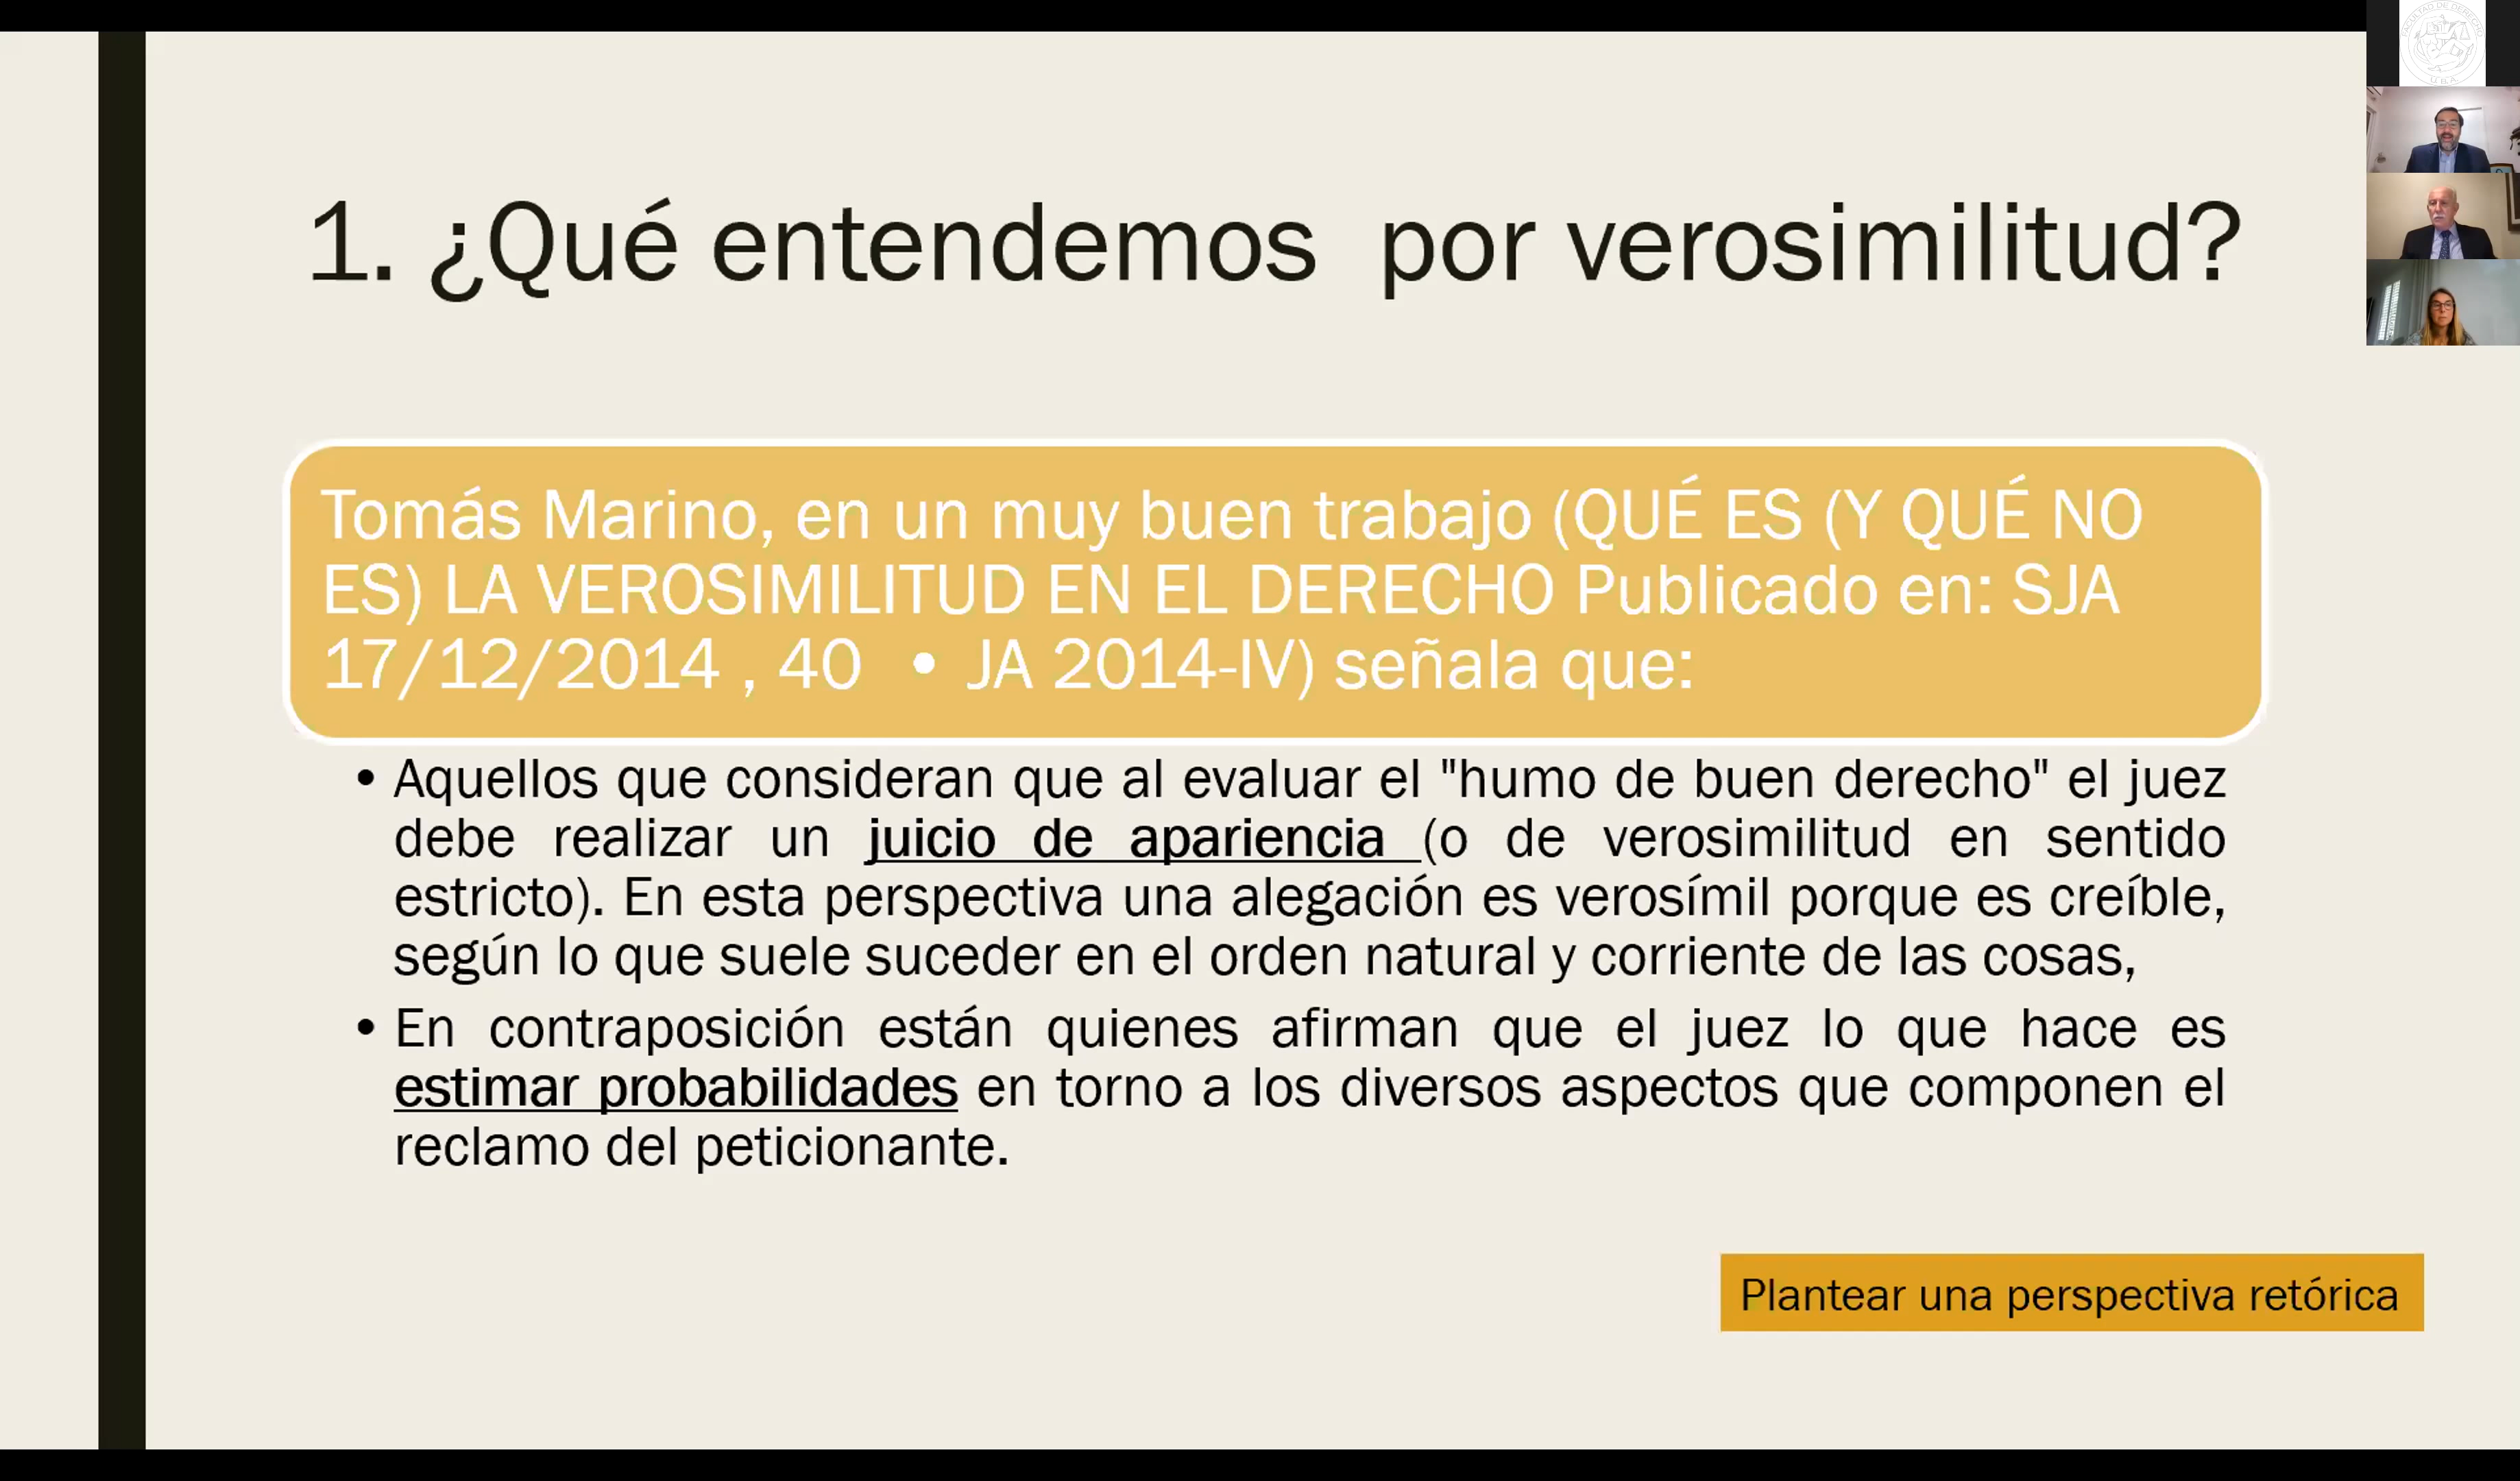 FACULTAD DE DERECHO
U.B.A.
1. ¿Qué entendemos  por verosimilitud?
Tomás Marino, en un muy buen trabajo (QUÉ ES (Y QUÉ NO
ES) LA VEROSIMILITUD EN EL DERECHO Publicado en: SJA
17/12/2014 , 40   • JA 2014-IV) señala que:
• Aquellos que consideran que al evaluar el "humo de buen derecho" el juez
debe realizar un juicio de apariencia (o de verosimilitud en sentido
estricto). En esta perspectiva una alegación es verosímil porque es creíble,
según lo que suele suceder en el orden natural y corriente de las cosas,
• En contraposición están quienes afirman que el juez lo que hace es
estimar probabilidades en torno a los diversos aspectos que componen el
reclamo del peticionante.
Plantear una perspectiva retórica